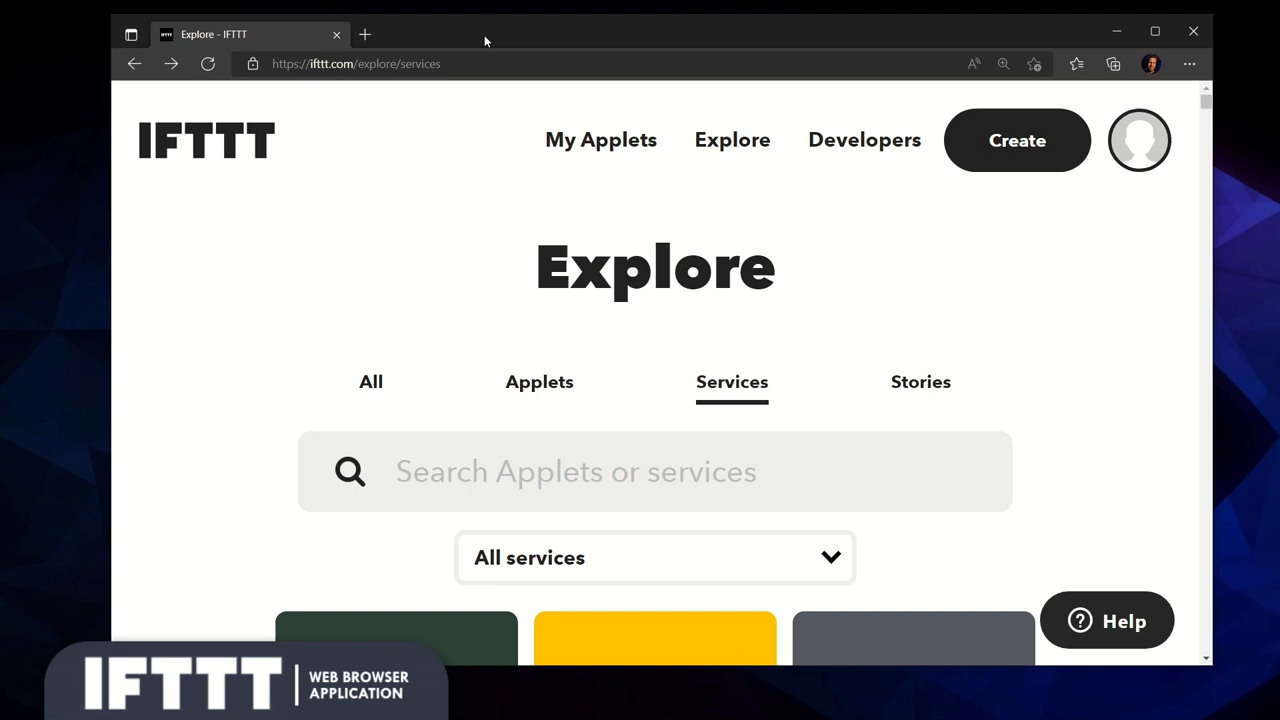 Explore - IFTTT
https://ifttt.com/explore/services
IFTTT
My Applets
Explore
Developers
Create
Explore
All
Applets
Services
Stories
Search Applets or services
All services
Help
IFTTT
WEB BROWSER
APPLICATION